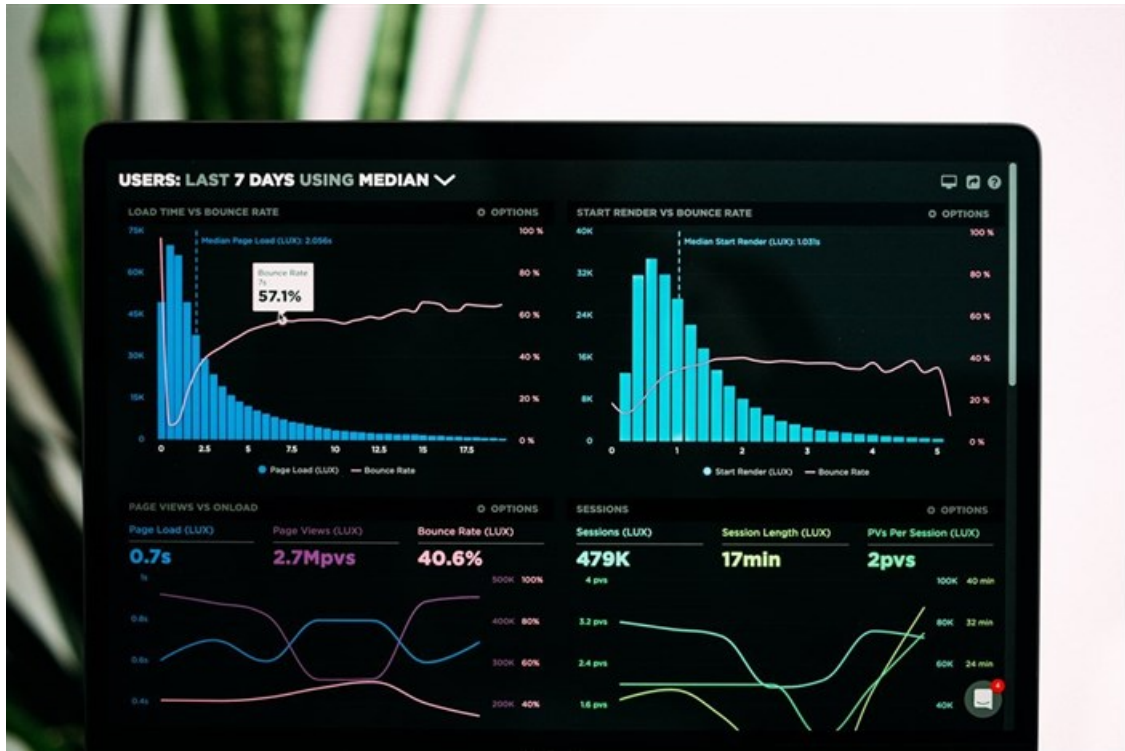 USERS: LAST 7 DAYS USING MEDIAN
LOAD TIME VS BOUNCE RATE
OPTIONS
75K
60K
45K
30K
15K
0
Median Page Load (LUX): 2.056s
Bounce Rate
7s
57.1%
100 %
80 %
60 %
40 %
20 %
0 %
0 2.5 5 7.5 10 12.5 15 17.5
Page Load (LUX) Bounce Rate
START RENDER VS BOUNCE RATE
OPTIONS
40K
32K
24K
16K
8K
0
Median Start Render (LUX): 1.031s
100 %
80 %
60 %
40 %
20 %
0 %
0 1 2 3 4 5
Start Render (LUX) Bounce Rate
PAGE VIEWS VS ONLOAD
OPTIONS
Page Load (LUX) Page Views (LUX) Bounce Rate (LUX)
0.7s 2.7Mpvs 40.6%
1s
0.8s
0.6s
0.4s
500K 100%
400K 80%
300K 60%
200K 40%
SESSIONS
OPTIONS
Sessions (LUX) Session Length (LUX) PVs Per Session (LUX)
479K 17min 2pvs
4 pvs
3.2 pvs
2.4 pvs
1.6 pvs
100K 40 min
80K 32 min
60K 24 min
40K
4